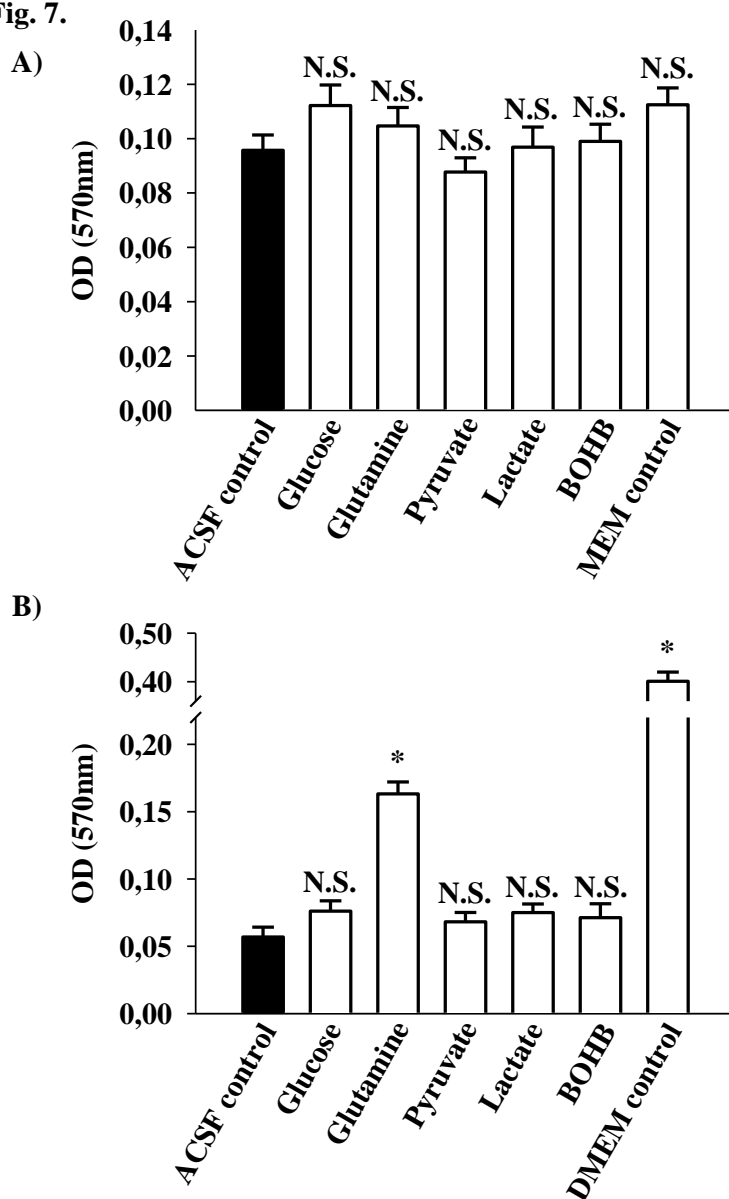 Fig. 7.
A)
OD (570nm)
0,14
0,12
0,10
0,08
0,06
0,04
0,02
0,00
N.S.
N.S.
N.S.
N.S.
N.S.
N.S.
ACSF control
Glucose
Glutamine
Pyruvate
Lactate
BOHB
MEM control
B)
OD (570nm)
0,50
0,40
0,20
0,15
0,10
0,05
0,00
N.S.
*
N.S.
N.S.
N.S.
*
ACSF control
Glucose
Glutamine
Pyruvate
Lactate
BOHB
DMEM control